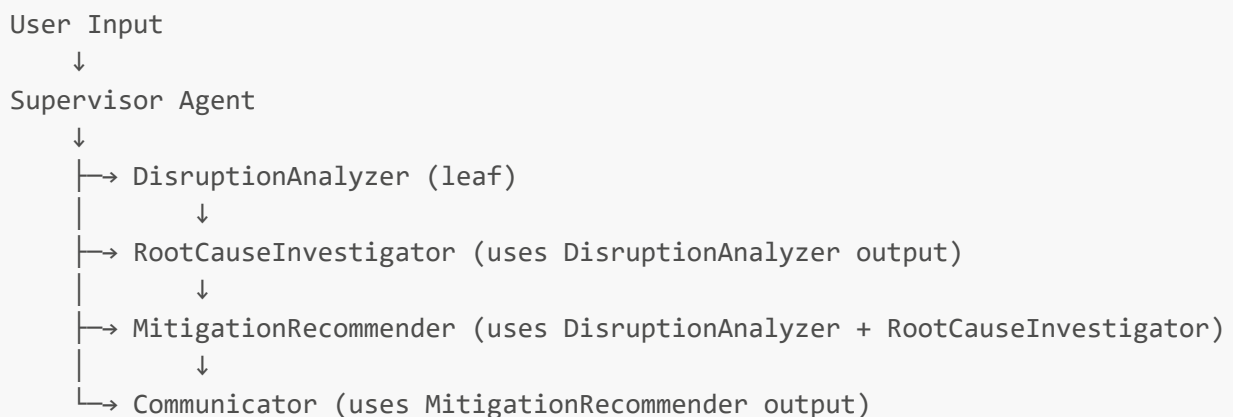 User Input
    ↓
Supervisor Agent
    ↓
    ├─→ DisruptionAnalyzer (leaf)
    │       ↓
    ├─→ RootCauseInvestigator (uses DisruptionAnalyzer output)
    │       ↓
    ├─→ MitigationRecommender (uses DisruptionAnalyzer + RootCauseInvestigator)
    │       ↓
    └─→ Communicator (uses MitigationRecommender output)